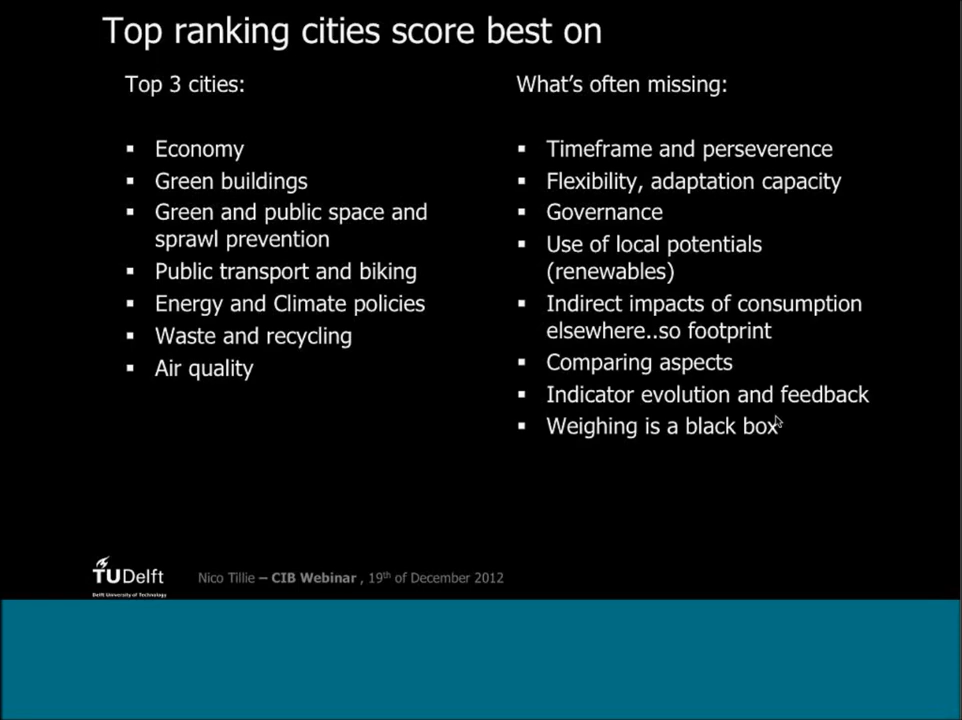 Top ranking cities score best on
Top 3 cities:
▪ Economy
▪ Green buildings
▪ Green and public space and
sprawl prevention
▪ Public transport and biking
▪ Energy and Climate policies
▪ Waste and recycling
▪ Air quality
What's often missing:
▪ Timeframe and perseverence
▪ Flexibility, adaptation capacity
▪ Governance
▪ Use of local potentials
(renewables)
▪ Indirect impacts of consumption
elsewhere..so footprint
▪ Comparing aspects
▪ Indicator evolution and feedback
▪ Weighing is a black box
TUDelft
Delft University of Technology
Nico Tillie – CIB Webinar , 19th of December 2012